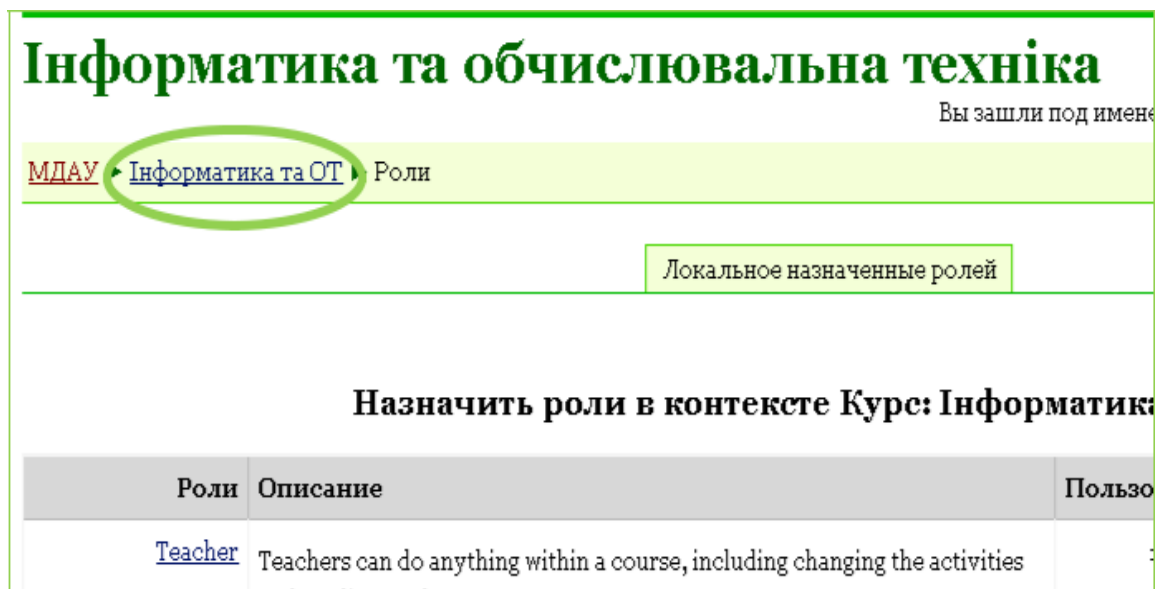 Інформатика та обчислювальна техніка
Вы зашли под имене
МДАУ ► Інформатика та ОТ ► Роли
Локальное назначенные ролей
Назначить роли в контексте Курс: Інформатика
Роли Описание Пользо
Teacher Teachers can do anything within a course, including changing the activities